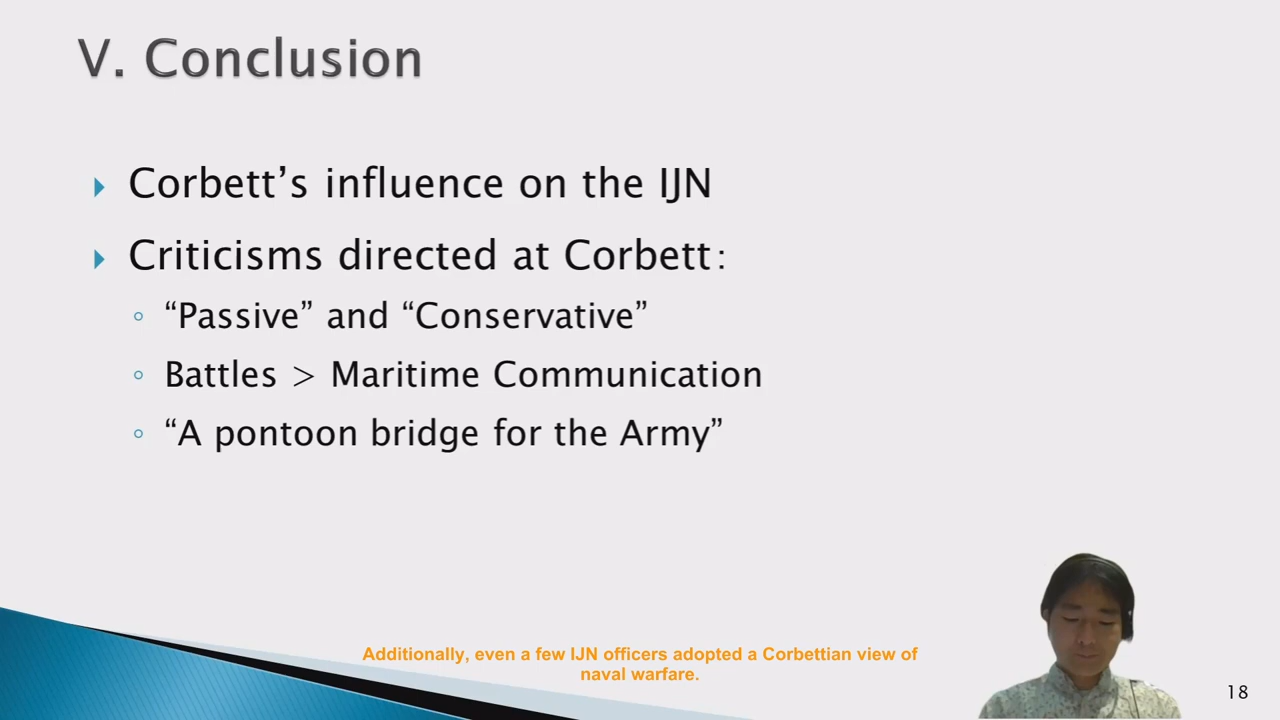 V. Conclusion
Corbett’s influence on the IJN
Criticisms directed at Corbett:
“Passive” and “Conservative”
Battles > Maritime Communication
“A pontoon bridge for the Army”
Additionally, even a few IJN officers adopted a Corbettian view of
naval warfare.
18